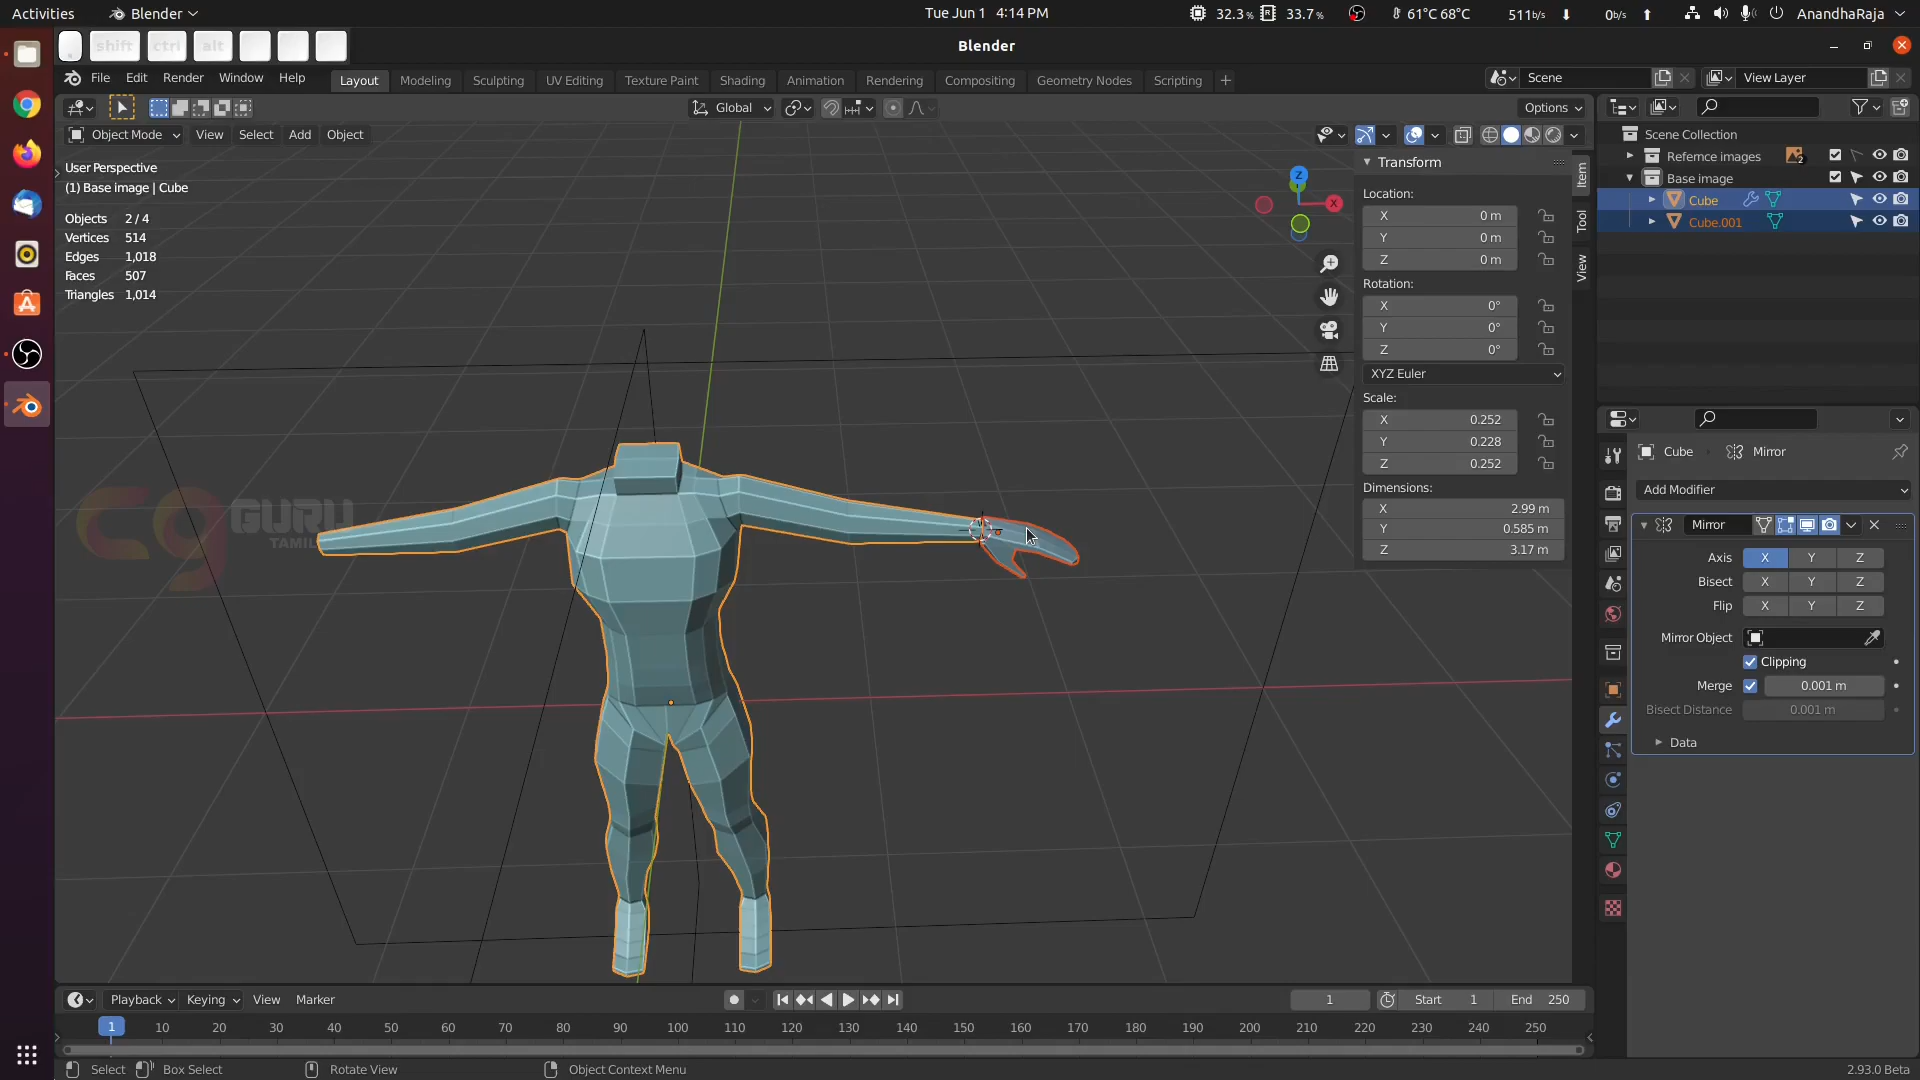 Activities
Blender
Tue Jun 1 4:14 PM
32.3%
33.7%
61°C 68°C
511b/s
0b/s
AnandhaRaja
shift ctrl alt
Blender
File Edit Render Window Help
Layout Modeling Sculpting UV Editing Texture Paint Shading Animation Rendering Compositing Geometry Nodes Scripting +
Scene
View Layer
Global
Options
Object Mode View Select Add Object
User Perspective
(1) Base image | Cube
Objects 2 / 4
Vertices 514
Edges 1,018
Faces 507
Triangles 1,014
Z
X
Transform
Location:
X 0 m
Y 0 m
Z 0 m
Rotation:
X 0°
Y 0°
Z 0°
XYZ Euler
Scale:
X 0.252
Y 0.228
Z 0.252
Dimensions:
X 2.99 m
Y 0.585 m
Z 3.17 m
Item
Tool
View
Scene Collection
Refernce images 2
Base image
Cube
Cube.001
Cube Mirror
Add Modifier
Mirror
Axis X Y Z
Bisect X Y Z
Flip X Y Z
Mirror Object
Clipping
Merge 0.001 m
Bisect Distance 0.001 m
Data
C9 GURU
TAMIL
Playback Keying View Marker
1
Start 1
End 250
1 10 20 30 40 50 60 70 80 90 100 110 120 130 140 150 160 170 180 190 200 210 220 230 240 250
Select Box Select Rotate View Object Context Menu
2.93.0 Beta